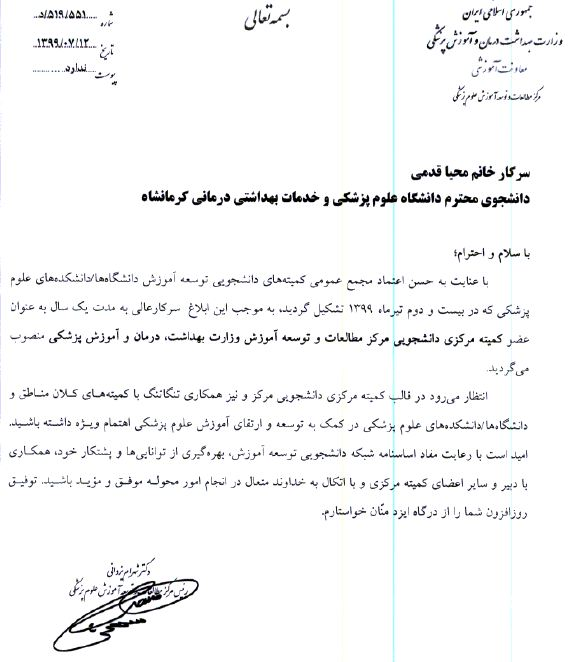 بسمه تعالی
جمهوری اسلامی ایران
وزارت بهداشت درمان و آموزش پزشکی
معاونت آموزشی
مرکز مطالعات و توسعه آموزش علوم پزشکی
شماره ۵۱۹/۵۵۱/د
تاریخ ۱۳۹۹/۰۷/۱۲
پیوست ندارد
سرکار خانم محیا قدمی
دانشجوی محترم دانشگاه علوم پزشکی و خدمات بهداشتی درمانی کرمانشاه
با سلام و احترام؛
با عنایت به حسن اعتماد مجمع عمومی کمیته‌های دانشجویی توسعه آموزش دانشگاه‌ها/دانشکده‌های علوم
پزشکی که در بیست و دوم تیرماه ۱۳۹۹ تشکیل گردید، به موجب این ابلاغ سرکارعالی به مدت یک سال به عنوان
عضو کمیته مرکزی دانشجویی مرکز مطالعات و توسعه آموزش وزارت بهداشت، درمان و آموزش پزشکی منصوب
می‌گردید.
انتظار می‌رود در قالب کمیته مرکزی دانشجویی مرکز و نیز همکاری تنگاتنگ با کمیته‌های کلان مناطق و
دانشگاه‌ها/دانشکده‌های علوم پزشکی در کمک به توسعه و ارتقای آموزش علوم پزشکی اهتمام ویژه داشته باشید.
امید است با رعایت مفاد اساسنامه شبکه دانشجویی توسعه آموزش، بهره‌گیری از توانایی‌ها و پشتکار خود، همکاری
با دبیر و سایر اعضای کمیته مرکزی و با اتکال به خداوند متعال در انجام امور محوله موفق و مؤید باشید. توفیق
روزافزون شما را از درگاه ایزد منّان خواستارم.
دکتر شهرام یزدانی
رئیس مرکز مطالعات و توسعه آموزش علوم پزشکی